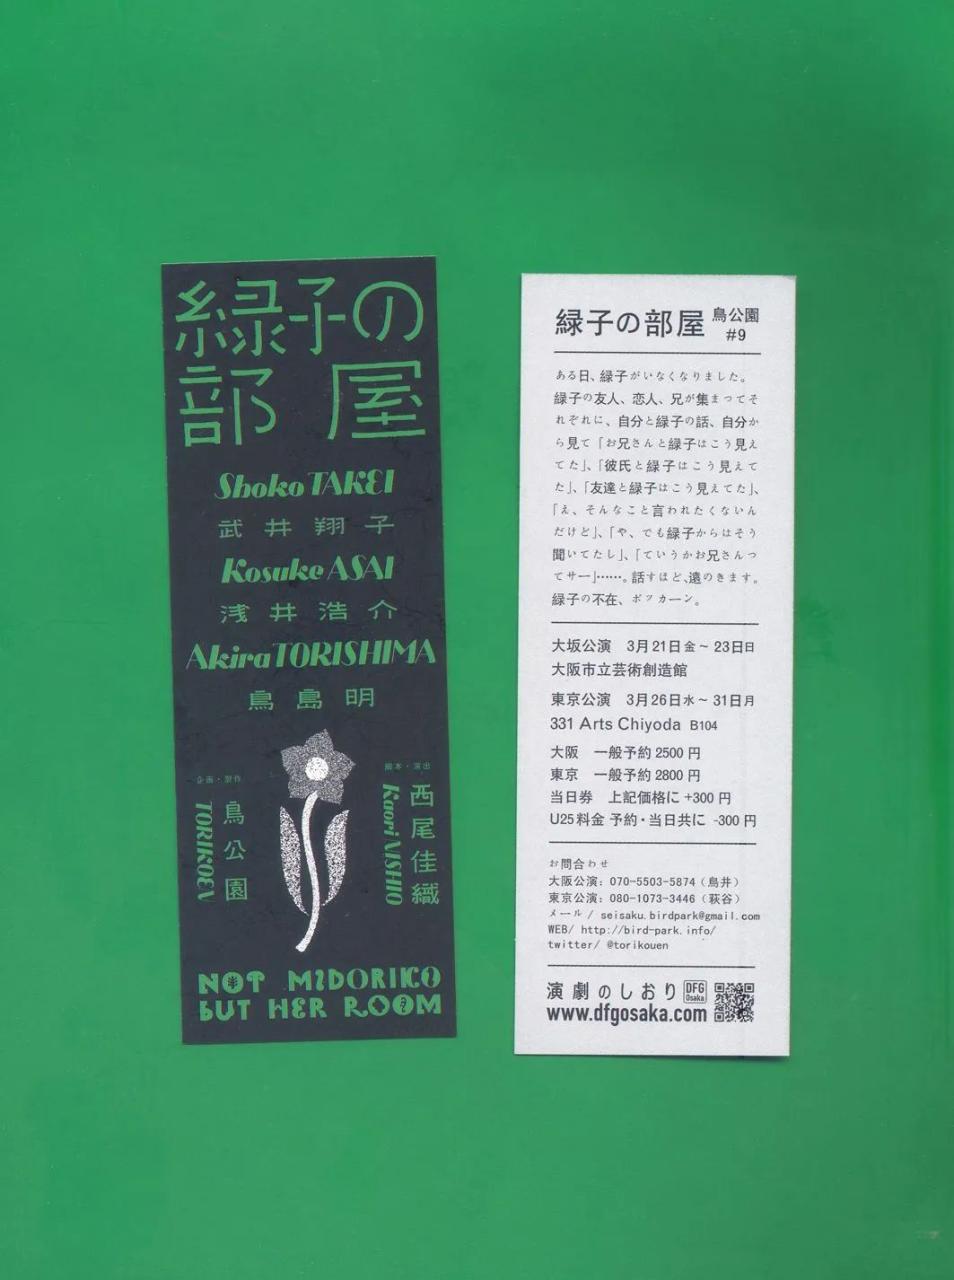 緑子の
部屋
Shoko TAKEI
武井翔子
Kosuke ASAI
浅井浩介
Akira TORISHIMA
鳥島明
企画・製作
鳥公園
TORIKOEN
脚本・演出
西尾佳織
Kaori NISHIO
NOT MIDORIKO
BUT HER ROOM
緑子の部屋 鳥公園
#9
ある日、緑子がいなくなりました。
緑子の友人、恋人、兄が集まってそ
れぞれに、自分と緑子の話、自分か
ら見て「お兄さんと緑子はこう見え
てた」、「彼氏と緑子はこう見えて
た」、「友達と緑子はこう見えてた」、
「え、そんなこと言われたくないん
だけど」、「や、でも緑子からはそう
聞いてたし」、「ていうかお兄さんっ
てサー」……。話すほど、遠のきます。
緑子の不在、ポッカーン。
大坂公演 3月21日金～23日日
大阪市立芸術創造館
東京公演 3月26日水～31日月
331 Arts Chiyoda B104
大阪 一般予約 2500 円
東京 一般予約 2800 円
当日券 上記価格に +300 円
U25料金 予約・当日共に -300 円
お問合わせ
大阪公演: 070-5503-5874 (鳥井)
東京公演: 080-1073-3446 (萩谷)
メール / seisaku.birdpark@gmail.com
WEB/ http://bird-park.info/
twitter/ @torikouen
演劇のしおり DFG Osaka
www.dfgosaka.com